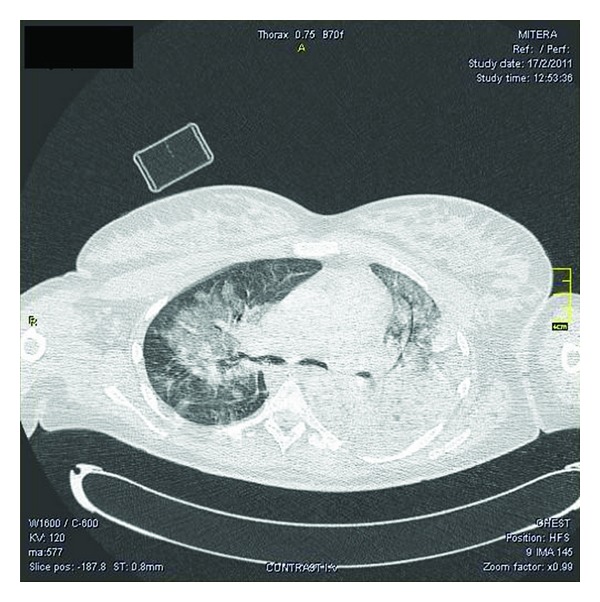 Thorax 0.75 B70f
A
MITERA
Ref: / Perf:
Study date: 17/2/2011
Study time: 12:53:36
R
4cm
W1600 / C-600
KV: 120
ma:577
Slice pos: -187.8 ST: 0.8mm
CONTRAST I.v
CHEST
Position: HFS
9 IMA 145
Zoom factor: x0.99